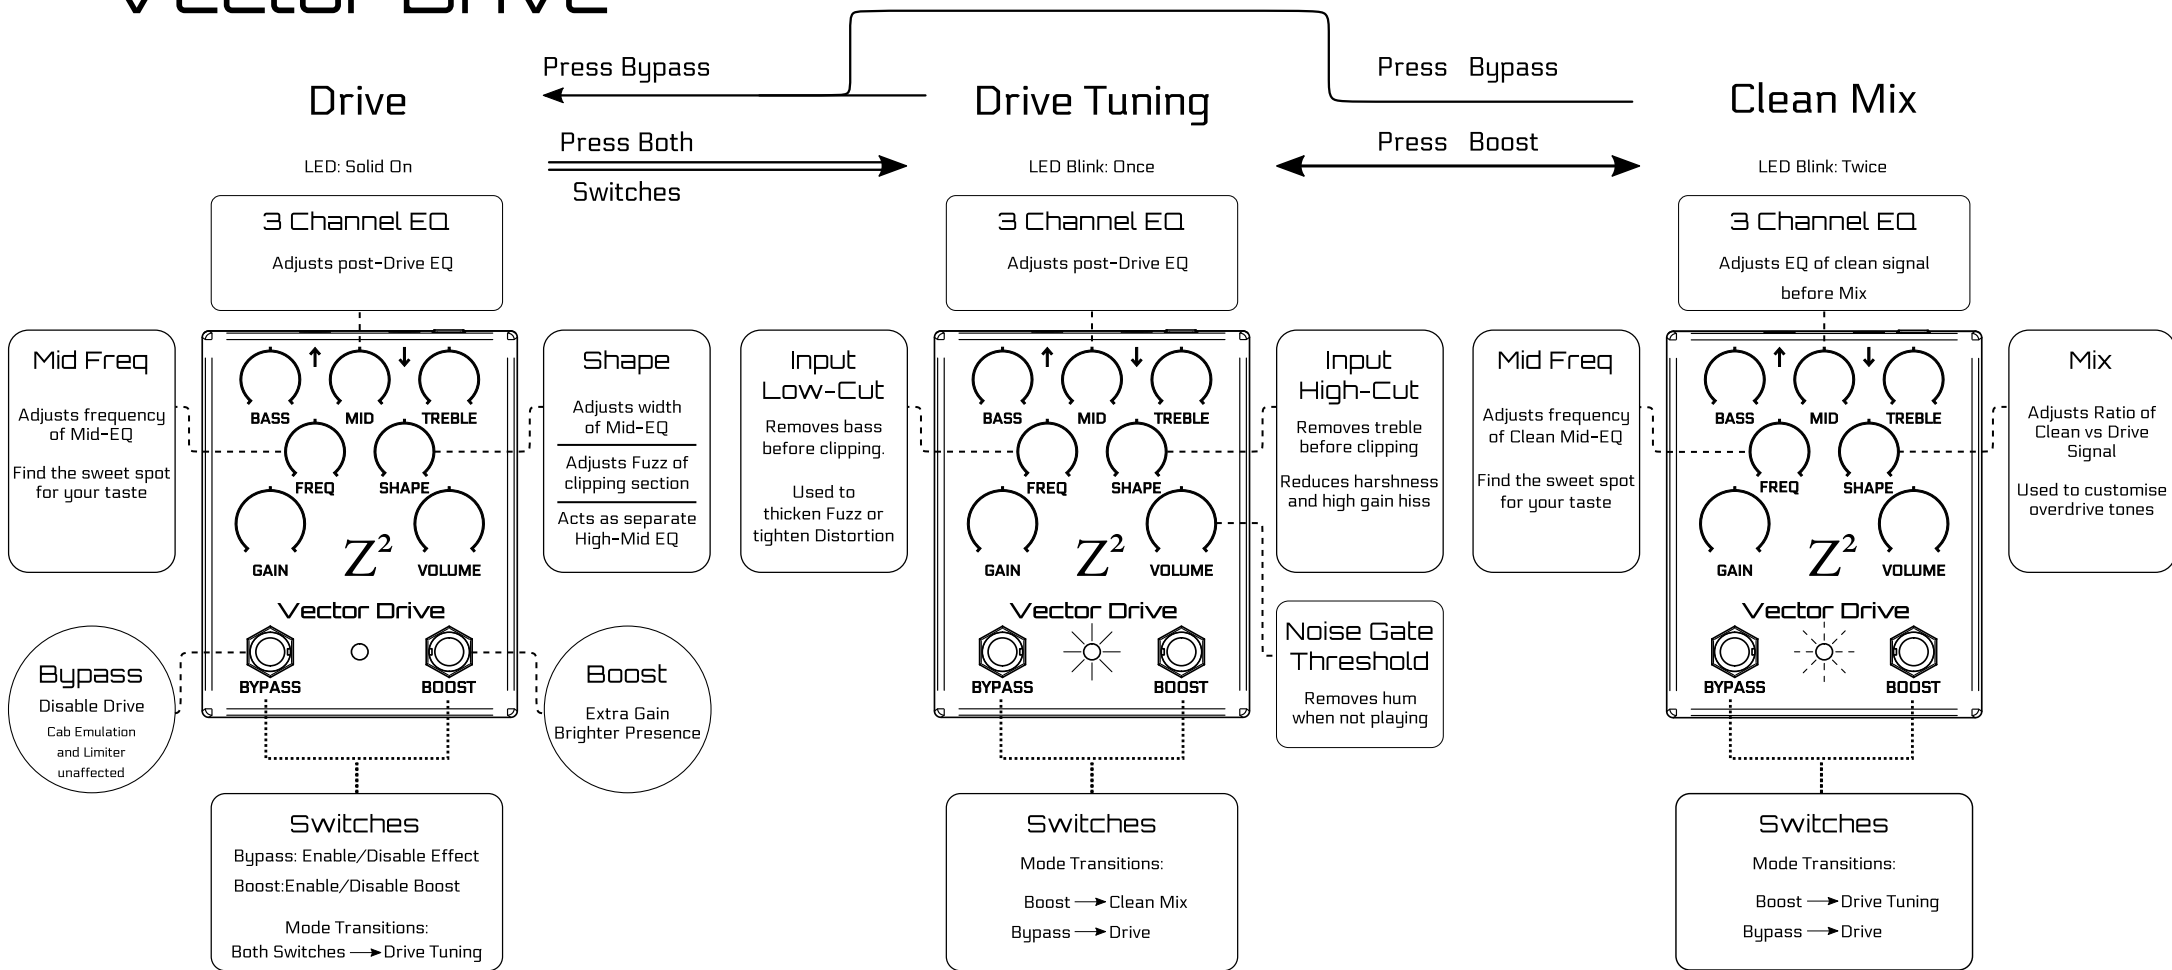 Vector Drive
Press Bypass
Press Bypass
Drive
Drive Tuning
Clean Mix
Press Both
Switches
Press Boost
LED: Solid On
LED Blink: Once
LED Blink: Twice
3 Channel EQ
Adjusts post-Drive EQ
3 Channel EQ
Adjusts post-Drive EQ
3 Channel EQ
Adjusts EQ of clean signal
before Mix
Mid Freq
Adjusts frequency
of Mid-EQ
Find the sweet spot
for your taste
BASS
MID
TREBLE
FREQ
SHAPE
GAIN
Z²
VOLUME
Vector Drive
BYPASS
BOOST
Shape
Adjusts width
of Mid-EQ
Adjusts Fuzz of
clipping section
Acts as separate
High-Mid EQ
Bypass
Disable Drive
Cab Emulation
and Limiter
unaffected
Boost
Extra Gain
Brighter Presence
Switches
Bypass: Enable/Disable Effect
Boost:Enable/Disable Boost
Mode Transitions:
Both Switches → Drive Tuning
Input
Low-Cut
Removes bass
before clipping.
Used to
thicken Fuzz or
tighten Distortion
BASS
MID
TREBLE
FREQ
SHAPE
GAIN
Z²
VOLUME
Vector Drive
BYPASS
BOOST
Input
High-Cut
Removes treble
before clipping
Reduces harshness
and high gain hiss
Noise Gate
Threshold
Removes hum
when not playing
Switches
Mode Transitions:
Boost → Clean Mix
Bypass → Drive
Mid Freq
Adjusts frequency
of Clean Mid-EQ
Find the sweet spot
for your taste
BASS
MID
TREBLE
FREQ
SHAPE
GAIN
Z²
VOLUME
Vector Drive
BYPASS
BOOST
Mix
Adjusts Ratio of
Clean vs Drive
Signal
Used to customise
overdrive tones
Switches
Mode Transitions:
Boost → Drive Tuning
Bypass → Drive